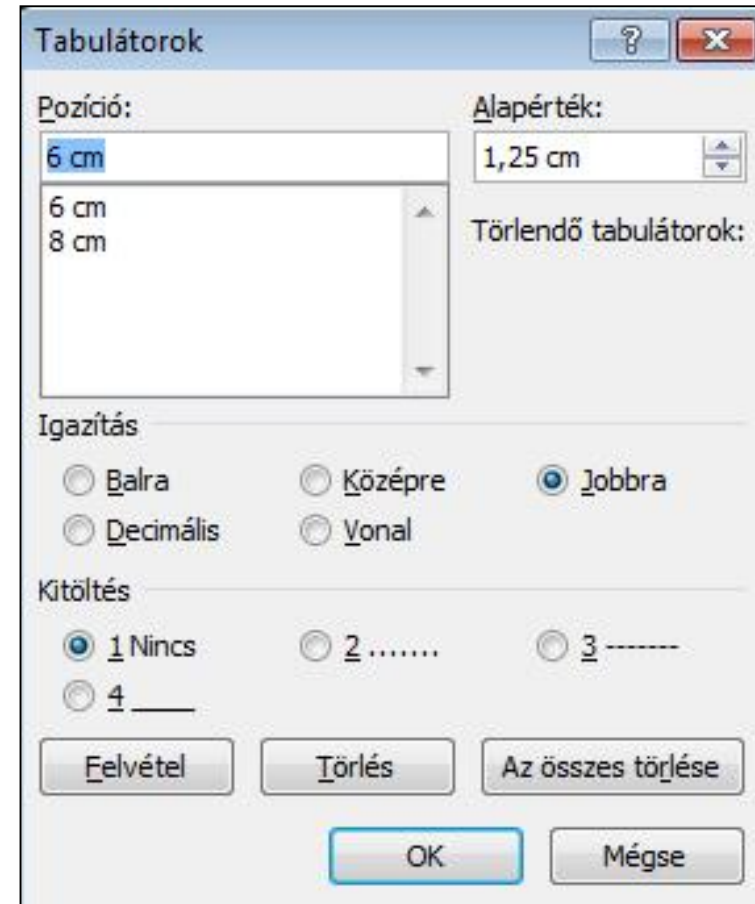 Tabulátorok
Pozíció: Alapérték:
6 cm 1,25 cm
6 cm
8 cm
Törlendő tabulátorok:
Igazítás
Balra Középre Jobbra
Decimális Vonal
Kitöltés
1 Nincs 2 ....... 3 -------
4 ____
Felvétel Törlés Az összes törlése
OK Mégse